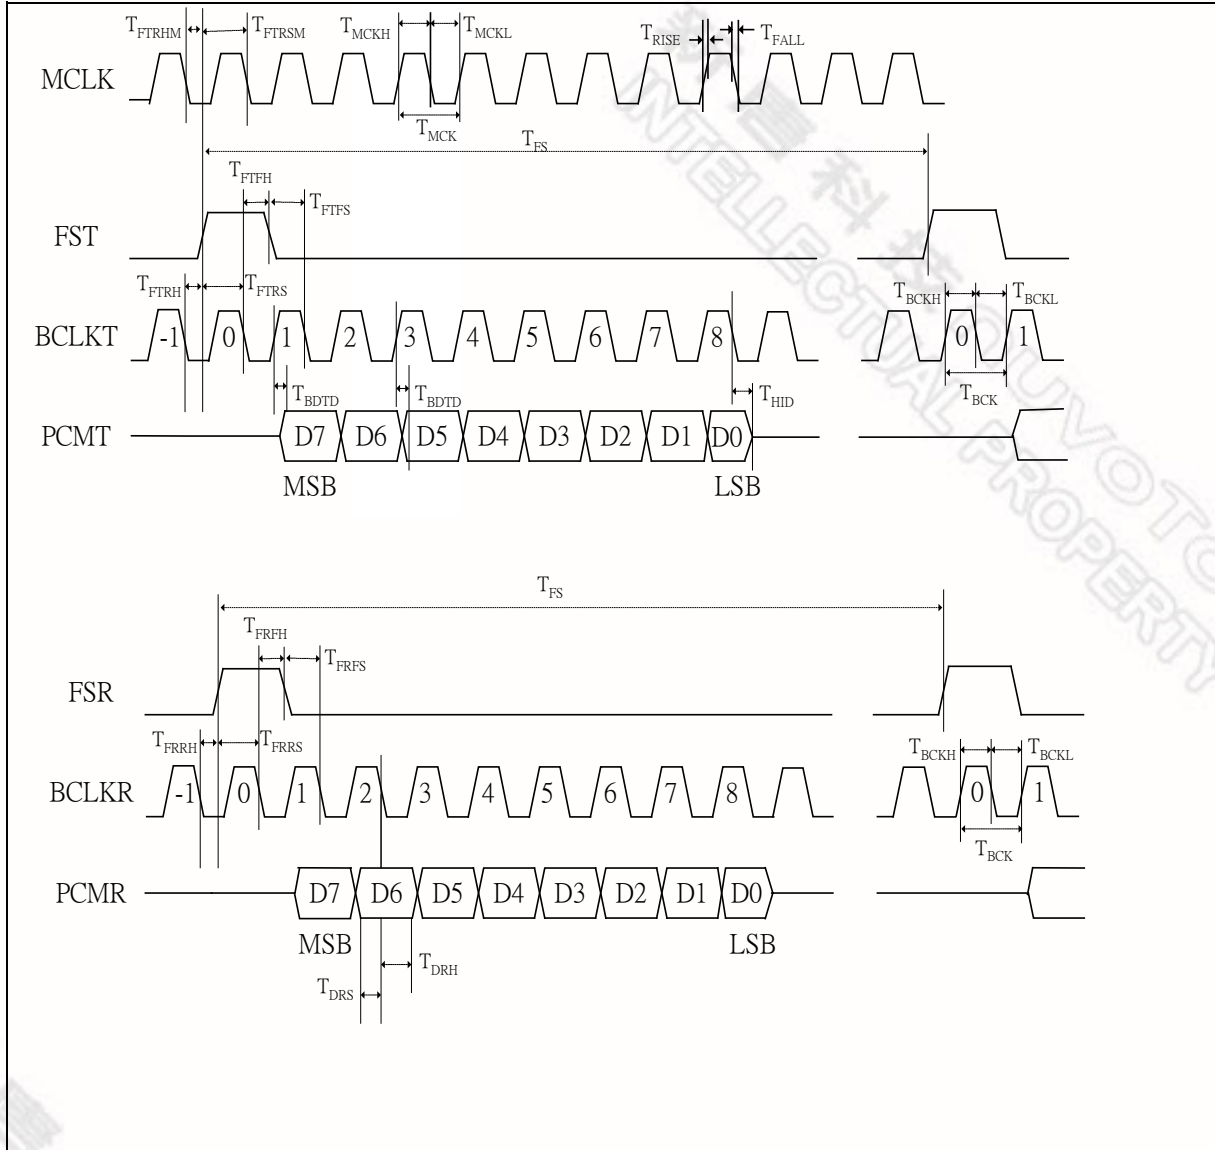 TFTRHM TFTRSM TMCKH TMCKL TRISE TFALL
MCLK
TMCK
TFS
TFTFH TFTFS
FST
TFTRH TFTRS TBCKH TBCKL
BCLKT -1 0 1 2 3 4 5 6 7 8 0 1
TBDTD TBDTD THID TBCK
PCMT D7 D6 D5 D4 D3 D2 D1 D0
MSB LSB
TFS
TFRFH TFRFS
FSR
TFRRH TFRRS TBCKH TBCKL
BCLKR -1 0 1 2 3 4 5 6 7 8 0 1
TBCK
PCMR D7 D6 D5 D4 D3 D2 D1 D0
MSB LSB
TDRS TDRH
INTELLECTUAL PROPERTY